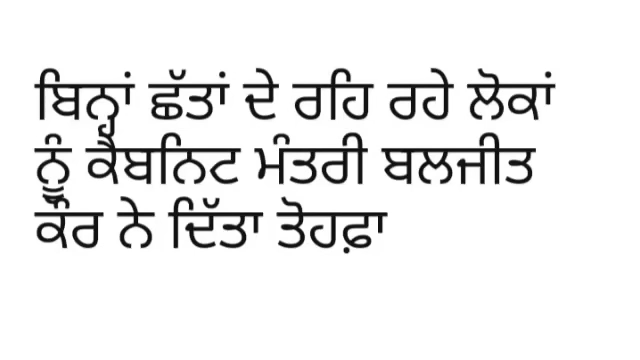 ਬਿਨ੍ਹਾਂ ਛੱਤਾਂ ਦੇ ਰਹਿ ਰਹੇ ਲੋਕਾਂ
ਨੂੰ ਕੈਬਨਿਟ ਮੰਤਰੀ ਬਲਜੀਤ
ਕੌਰ ਨੇ ਦਿੱਤਾ ਤੋਹਫ਼ਾ